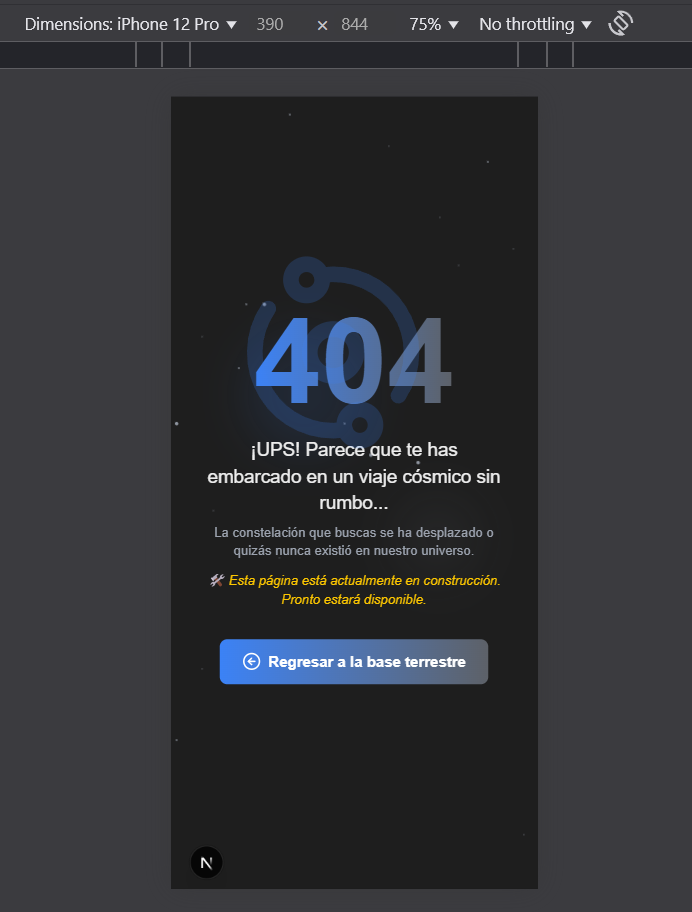 Dimensions: iPhone 12 Pro 390 × 844 75% No throttling
404
¡UPS! Parece que te has
embarcado en un viaje cósmico sin
rumbo...
La constelación que buscas se ha desplazado o
quizás nunca existió en nuestro universo.
🛠️ Esta página está actualmente en construcción.
Pronto estará disponible.
Regresar a la base terrestre
N